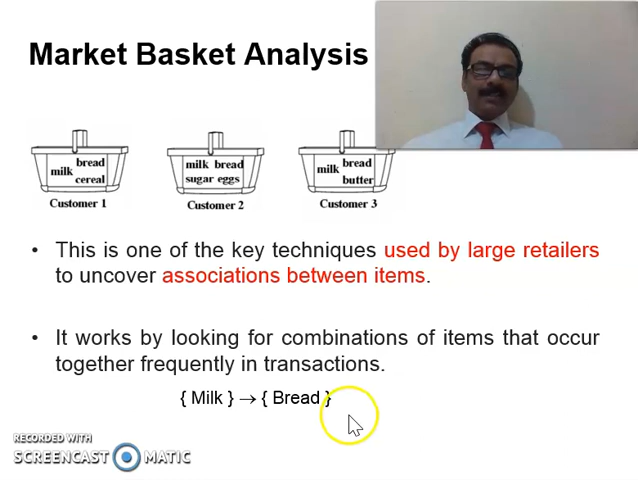 Market Basket Analysis
bread
milk
cereal
milk bread
sugar eggs
bread
milk
butter
Customer 1
Customer 2
Customer 3
• This is one of the key techniques used by large retailers
to uncover associations between items.
• It works by looking for combinations of items that occur
together frequently in transactions.
{ Milk } → { Bread }
RECORDED WITH
SCREENCAST MATIC